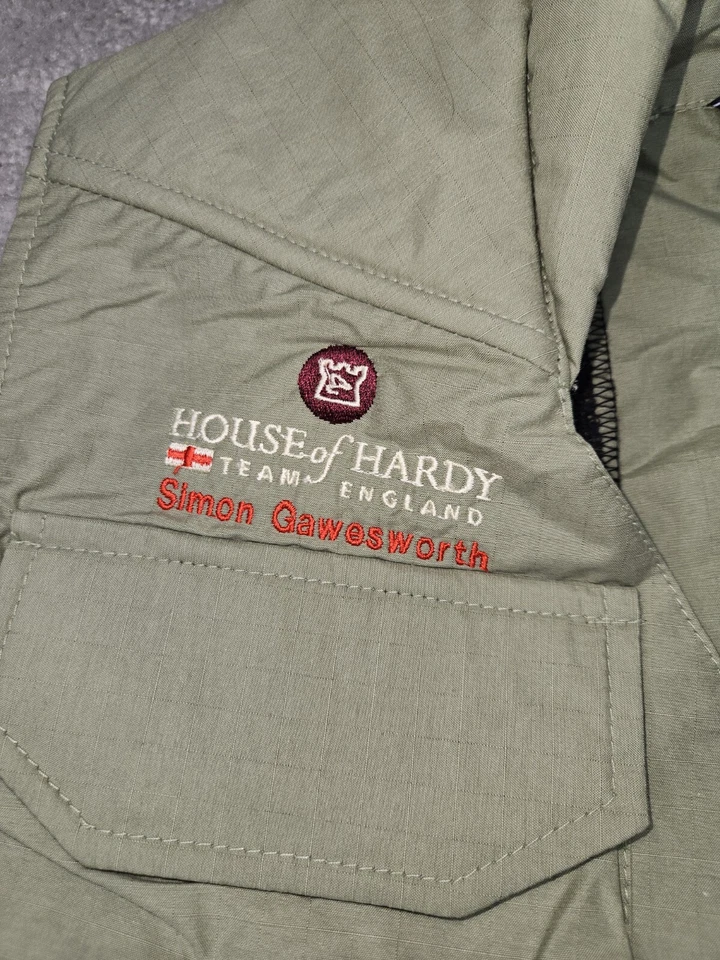 HOUSE of HARDY
TEAM ENGLAND
Simon Gawesworth